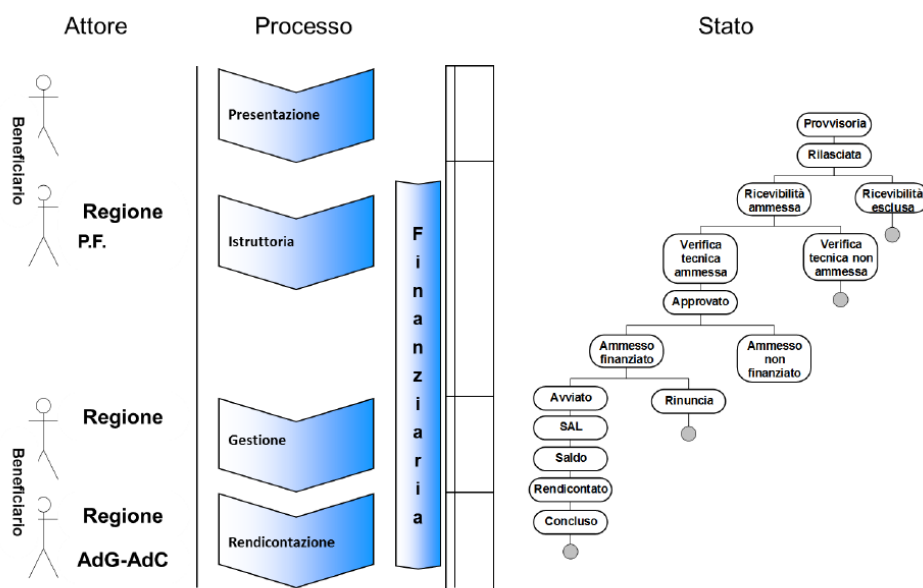 Attore
Processo
Stato
Beneficiario
Presentazione
Regione
P.F.
Istruttoria
Finanziaria
Regione
Gestione
Beneficiario
Regione
AdG-AdC
Rendicontazione
Provvisoria
Rilasciata
Ricevibilità
ammessa
Ricevibilità
esclusa
Verifica
tecnica
ammessa
Verifica
tecnica non
ammessa
Approvato
Ammesso
finanziato
Ammesso
non
finanziato
Avviato
Rinuncia
SAL
Saldo
Rendicontato
Concluso